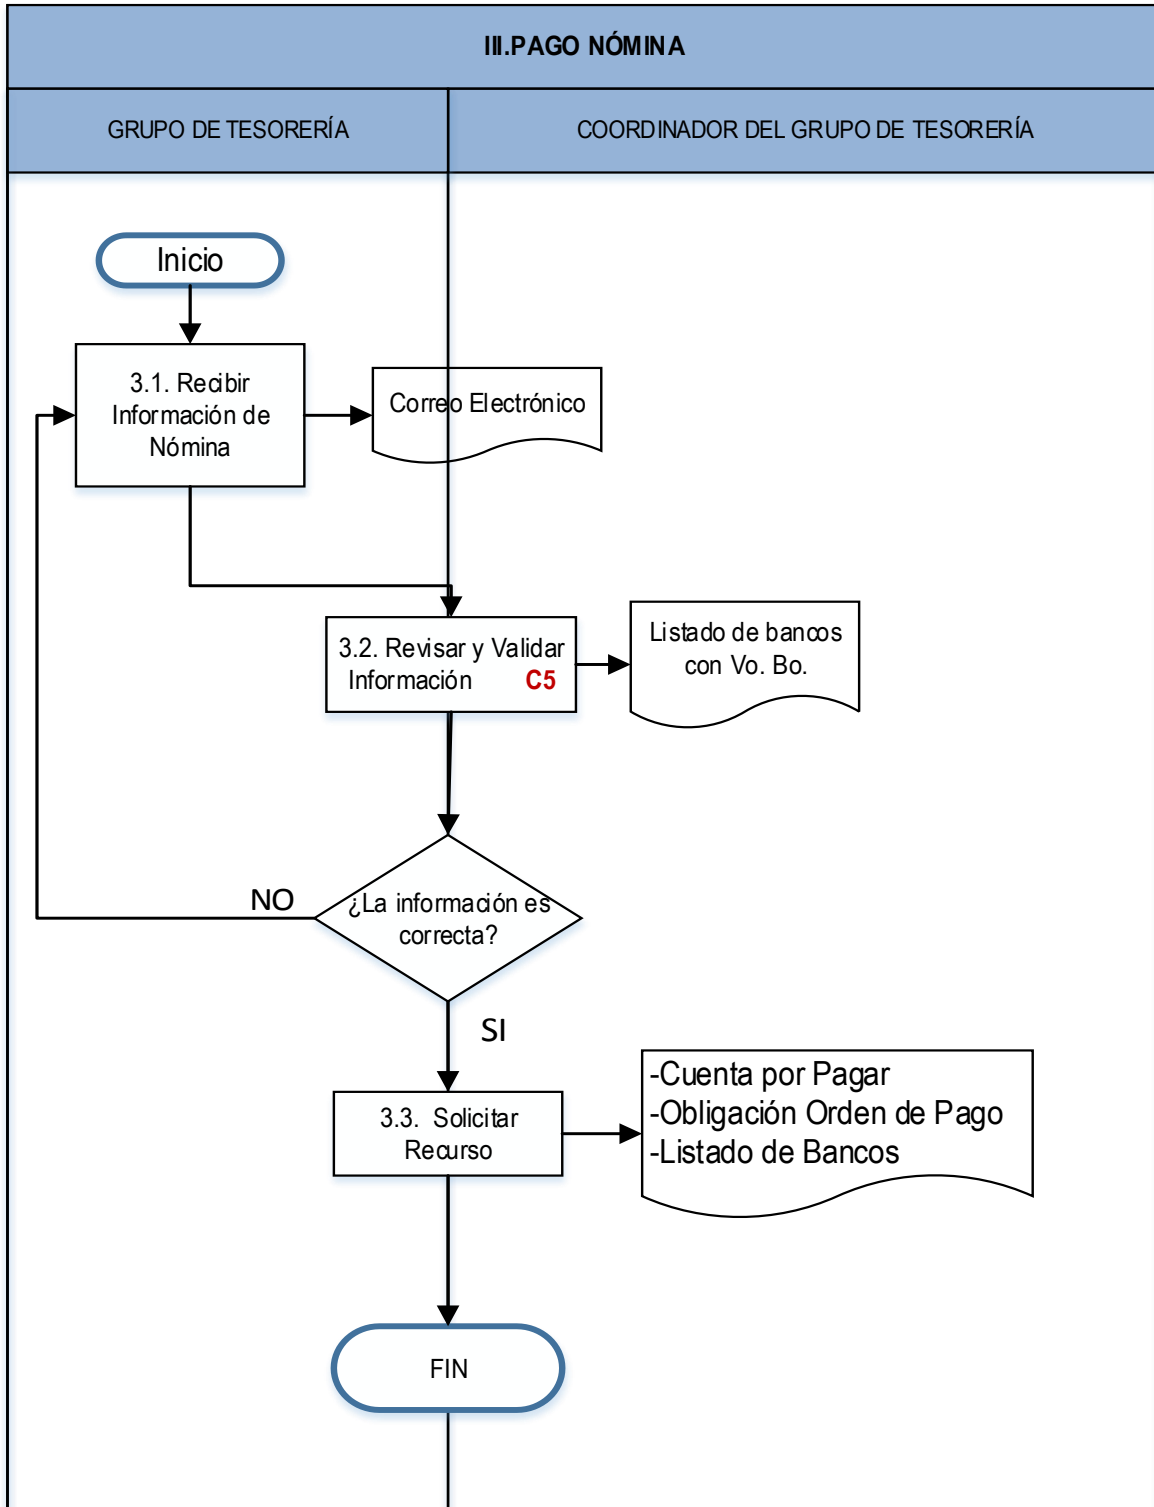 III.PAGO NÓMINA
GRUPO DE TESORERÍA
COORDINADOR DEL GRUPO DE TESORERÍA
Inicio
3.1. Recibir
Información de
Nómina
Correo Electrónico
3.2. Revisar y Validar
Información C5
Listado de bancos
con Vo. Bo.
NO
¿La información es
correcta?
SI
3.3. Solicitar
Recurso
-Cuenta por Pagar
-Obligación Orden de Pago
-Listado de Bancos
FIN